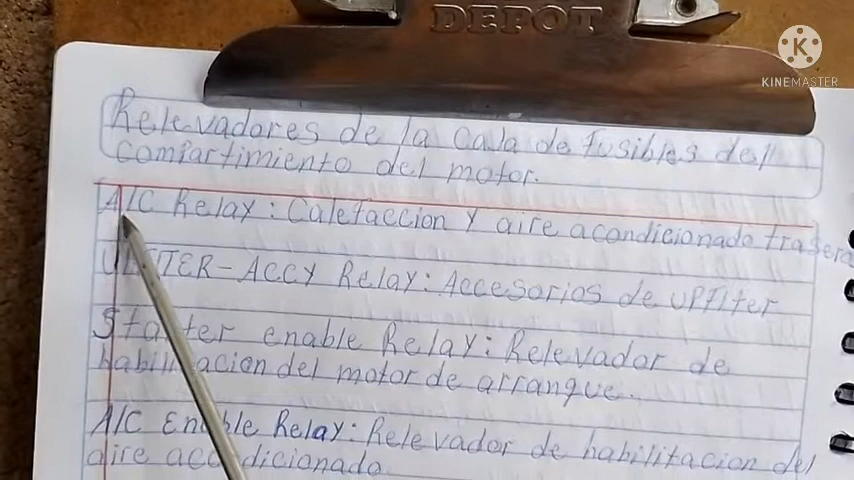 DEPOT
KINEMASTER
Relevadores de la caja de fusibles del
compartimiento del motor.
A/C Relay: Calefaccion y aire acondicionado trasera
UPFITTER-ACCY Relay: Accesorios de UPfiter
Starter enable Relay: Relevador de
habilitacion del motor de arranque.
A/C Enable Relay: Relevador de habilitacion del
aire acondicionado